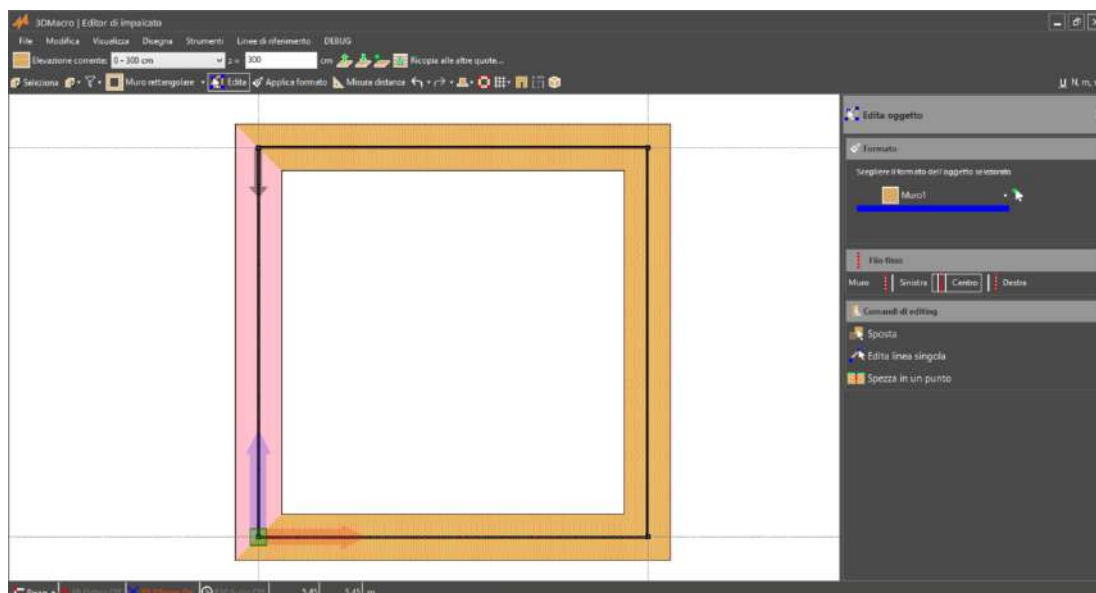 3DMacro | Editor di impalcato
File Modifica Visualizza Disegna Strumenti Linee di riferimento DEBUG
Elevazione corrente: 0 - 300 cm z = 300 cm Ricopia alle altre quote...
Seleziona Muro rettangolare Edita Applica formato Misura distanze U N, m,
Edita oggetto
Formato
Scegliere il formato dell'oggetto selezionato
Muro1
Filo fisso
Muro Sinistra Centro Destra
Comandi di editing
Sposta
Edita linea singola
Spezza in un punto